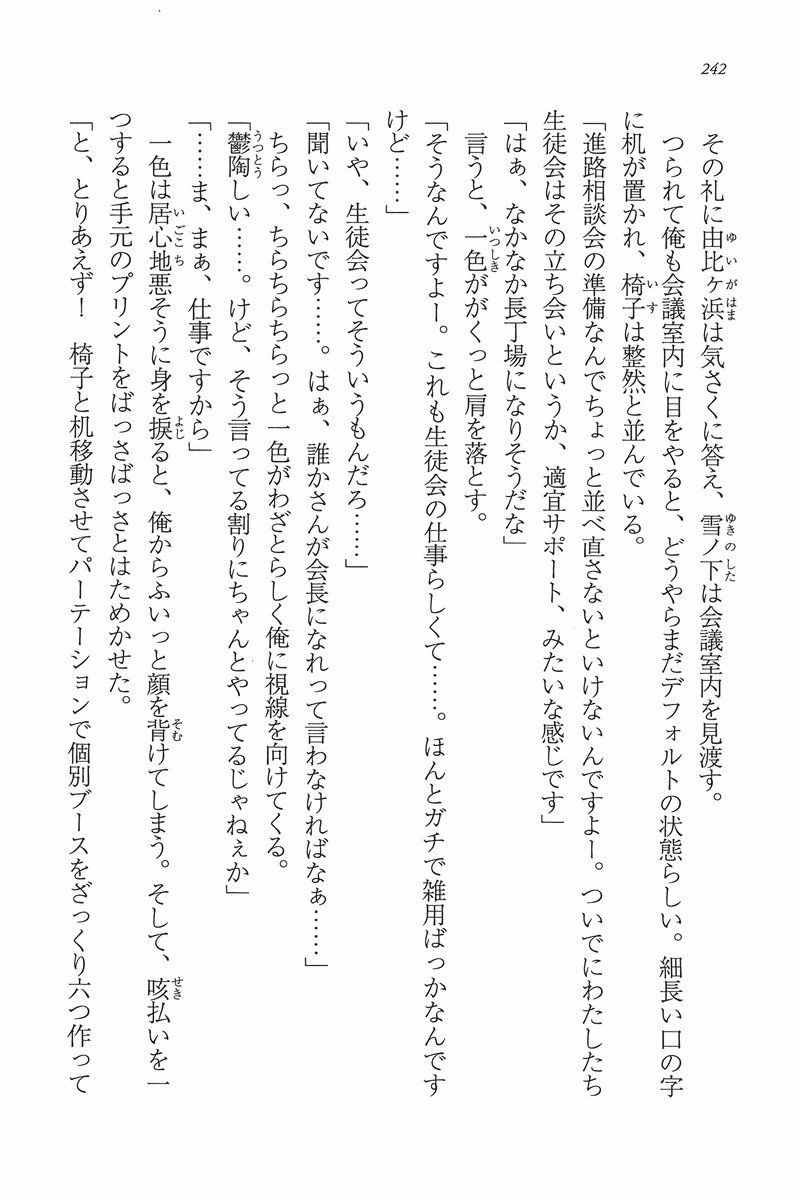 242
その礼に由比ヶ浜は気さくに答え、雪ノ下は会議室内を見渡す。
つられて俺も会議室内に目をやると、どうやらまだデフォルトの状態らしい。細長い口の字
に机が置かれ、椅子は整然と並んでいる。
「進路相談会の準備なんでちょっと並べ直さないといけないんですよー。ついでにわたしたち
生徒会はその立ち会いというか、適宜サポート、みたいな感じです」
「はぁ、なかなか長丁場になりそうだな」
言うと、一色ががくっと肩を落とす。
「そうなんですよー。これも生徒会の仕事らしくて……。ほんとガチで雑用ばっかなんです
けど……」
「いや、生徒会ってそういうもんだろ……」
「聞いてないです……。はぁ、誰かさんが会長になれって言わなければなぁ……」
ちらっ、ちらちらちらっと一色がわざとらしく俺に視線を向けてくる。
「鬱陶しい……。けど、そう言ってる割りにちゃんとやってるじゃねぇか」
「……ま、まぁ、仕事ですから」
一色は居心地悪そうに身を捩ると、俺からふいっと顔を背けてしまう。そして、咳払いを一
つすると手元のプリントをばっさばっさとはためかせた。
「と、とりあえず！　椅子と机移動させてパーテーションで個別ブースをざっくり六つ作って